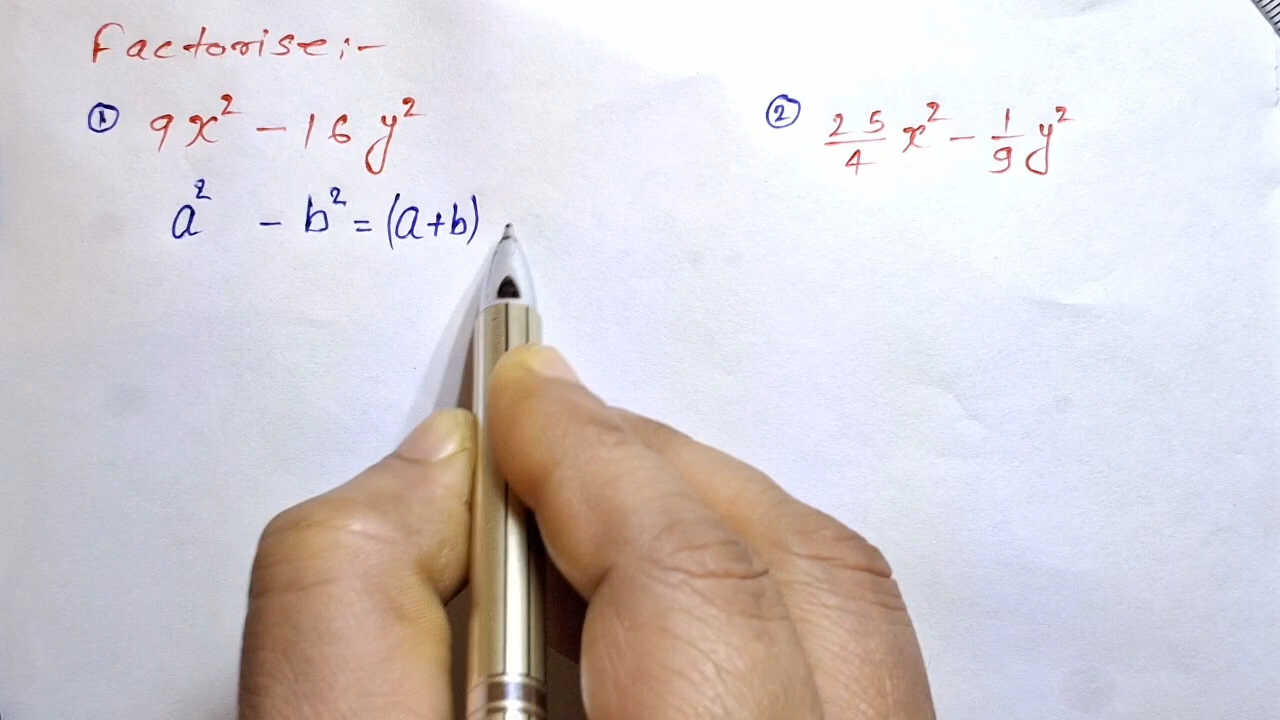 Factorise:-
① 9x² - 16y²
a² - b² = (a+b)
② 25/4 x² - 1/9 y²